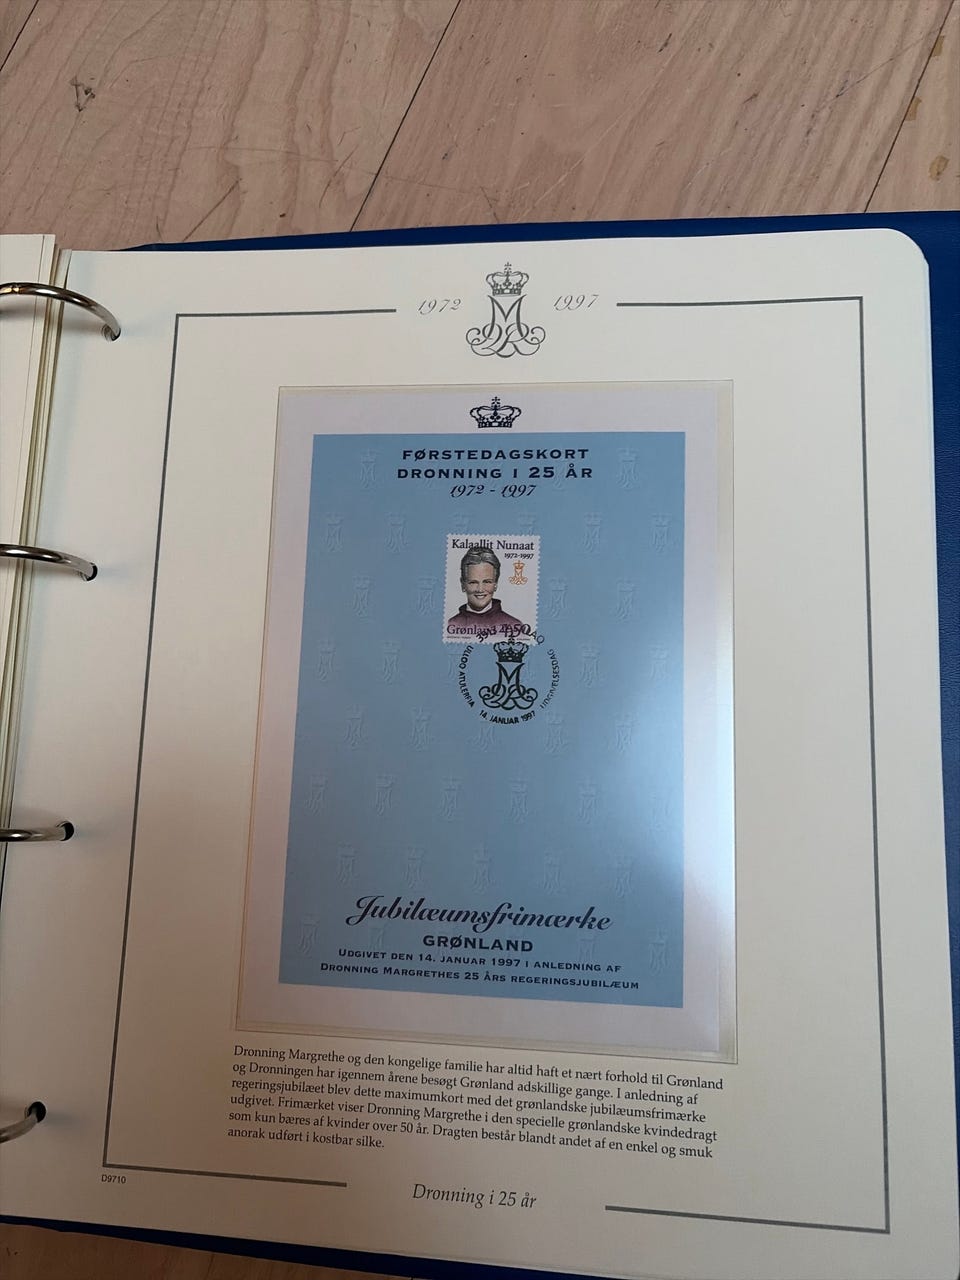 1972 1997
FØRSTEDAGSKORT
DRONNING I 25 ÅR
1972 - 1997
Kalaallit Nunaat
1972-1997
Grønland 4.50
ULLOQ ATULERFIA
UDGIVELSESDAG
14. JANUAR 1997
Jubilæumsfrimærke
GRØNLAND
UDGIVET DEN 14. JANUAR 1997 I ANLEDNING AF
DRONNING MARGRETHES 25 ÅRS REGERINGSJUBILÆUM
Dronning Margrethe og den kongelige familie har altid haft et nært forhold til Grønland
og Dronningen har igennem årene besøgt Grønland adskillige gange. I anledning af
regeringsjubilæet blev dette maximumkort med det grønlandske jubilæumsfrimærke
udgivet. Frimærket viser Dronning Margrethe i den specielle grønlandske kvindedragt
som kun bæres af kvinder over 50 år. Dragten består blandt andet af en enkel og smuk
anorak udført i kostbar silke.
D9710
Dronning i 25 år